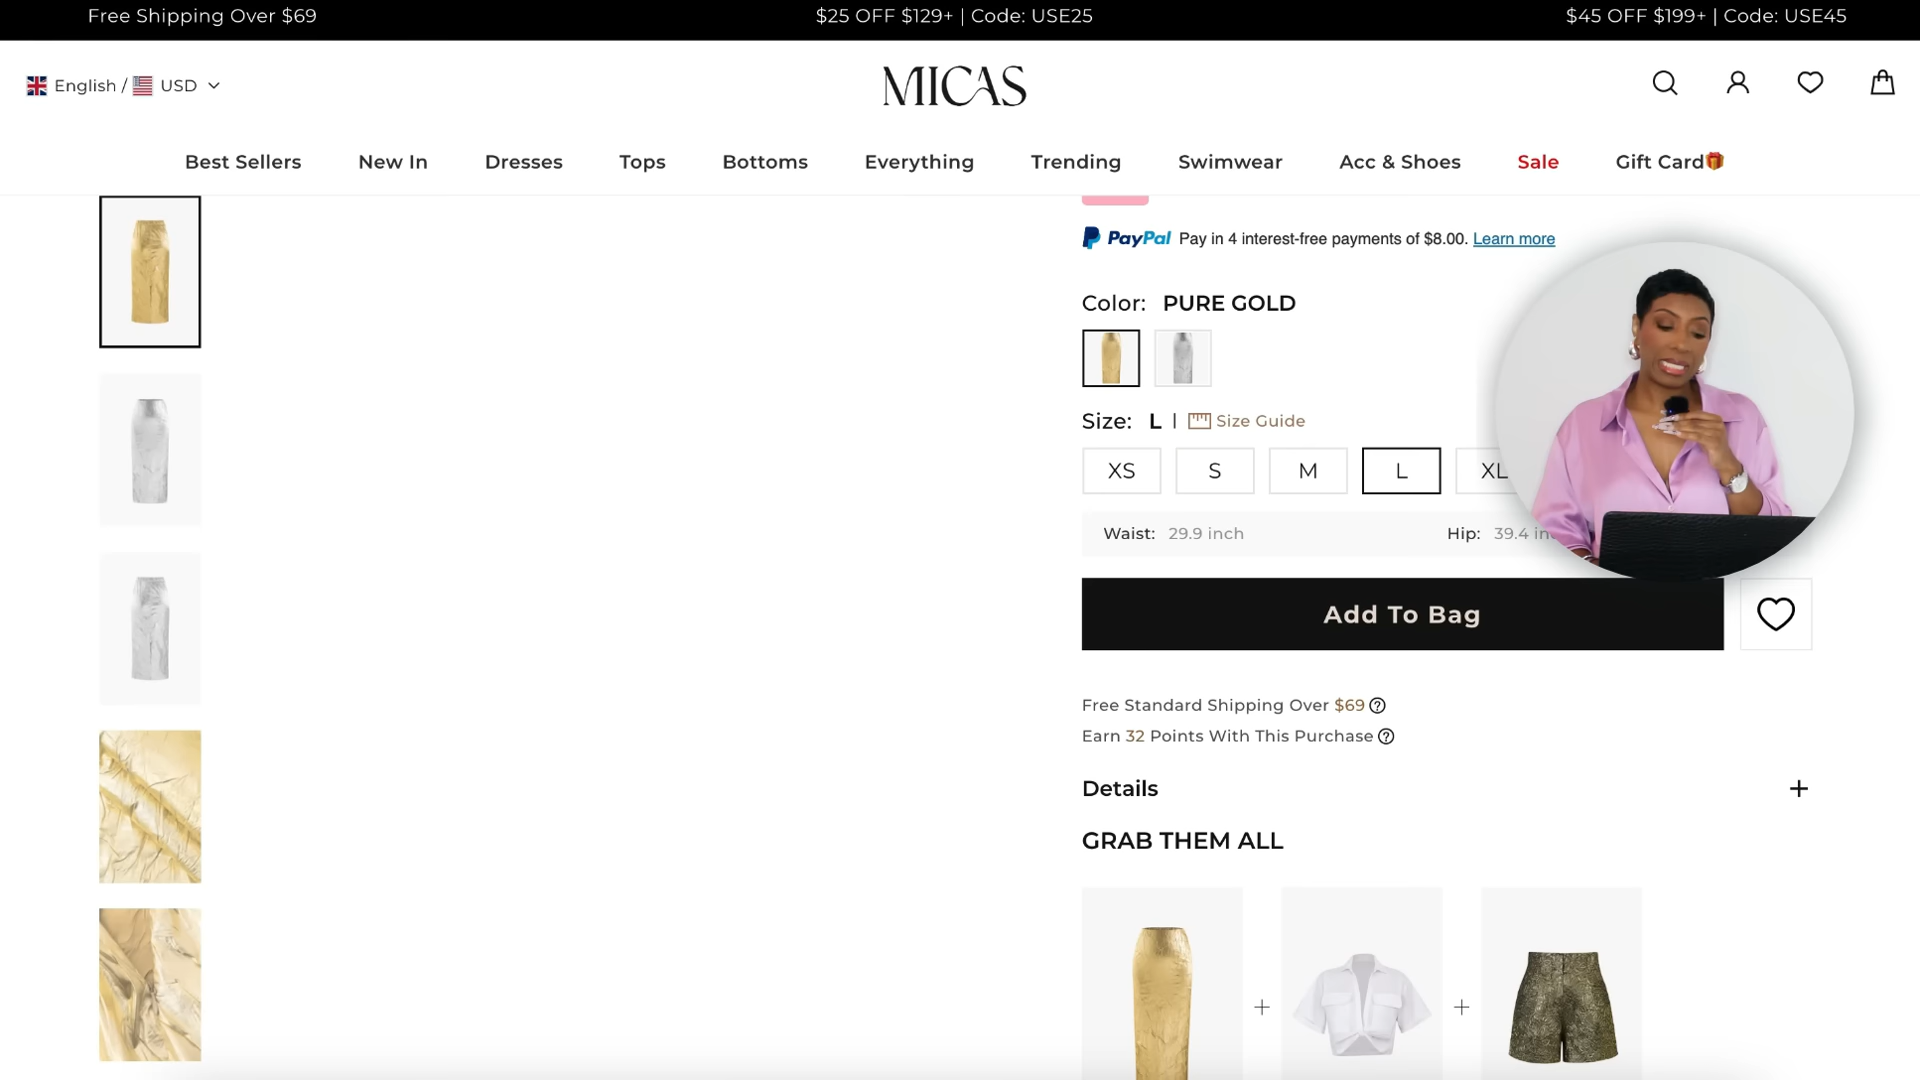 Free Shipping Over $69
$25 OFF $129+ | Code: USE25
$45 OFF $199+ | Code: USE45
English / USD
MICAS
Best Sellers
New In
Dresses
Tops
Bottoms
Everything
Trending
Swimwear
Acc & Shoes
Sale
Gift Card
PayPal Pay in 4 interest-free payments of $8.00. Learn more
Color: PURE GOLD
Size: L | Size Guide
XS
S
M
L
XL
Waist: 29.9 inch
Hip: 39.4
Add To Bag
Free Standard Shipping Over $69
Earn 32 Points With This Purchase
Details
GRAB THEM ALL